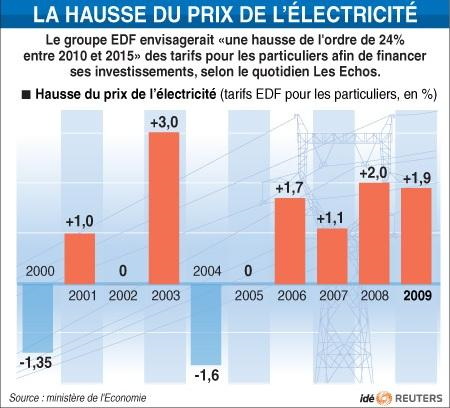 LA HAUSSE DU PRIX DE L'ÉLECTRICITÉ
Le groupe EDF envisagerait «une hausse de l'ordre de 24%
entre 2010 et 2015» des tarifs pour les particuliers afin de financer
ses investissements, selon le quotidien Les Echos.
■ Hausse du prix de l'électricité (tarifs EDF pour les particuliers, en %)
+3,0
+1,0
+1,7
+1,1
+2,0
+1,9
2000
0
2004
0
2001
2002
2003
2005
2006
2007
2008
2009
-1,35
-1,6
Source : ministère de l'Economie
idé REUTERS